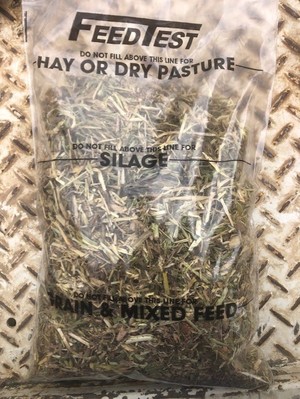 FEEDTEST
DO NOT FILL ABOVE THIS LINE FOR
HAY OR DRY PASTURE
DO NOT FILL ABOVE THIS LINE FOR
SILAGE
DO NOT FILL ABOVE THIS LINE FOR
GRAIN & MIXED FEED